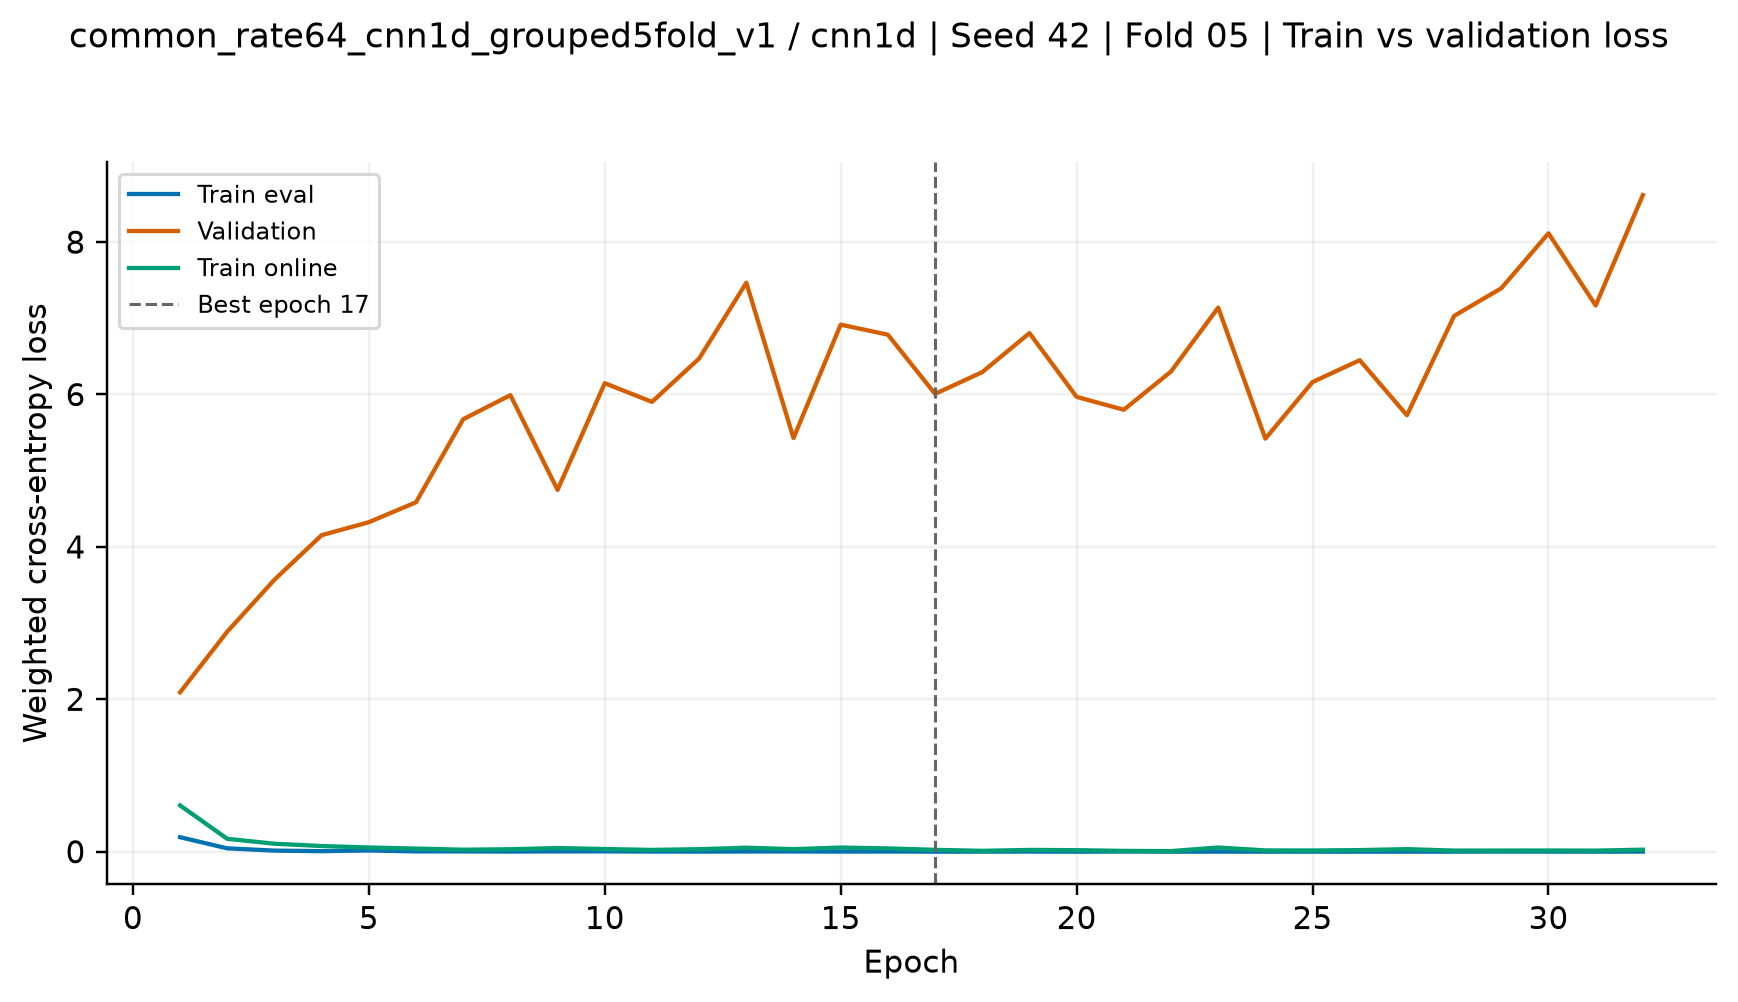 common_rate64_cnn1d_grouped5fold_v1 / cnn1d | Seed 42 | Fold 05 | Train vs validation loss
Train eval
Validation
Train online
Best epoch 17
Weighted cross-entropy loss
8
6
4
2
0
0 5 10 15 20 25 30
Epoch